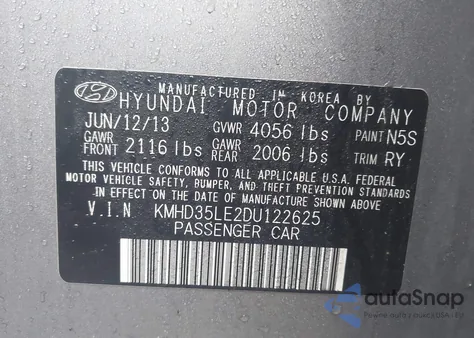 MANUFACTURED IN KOREA BY
HYUNDAI MOTOR COMPANY
JUN/12/13 GVWR 4056 lbs PAINT N5S
GAWR FRONT 2116 lbs GAWR REAR 2006 lbs TRIM RY
THIS VEHICLE CONFORMS TO ALL APPLICABLE U.S.A. FEDERAL
MOTOR VEHICLE SAFETY, BUMPER, AND THEFT PREVENTION STANDARDS
IN EFFECT ON THE DATE OF MANUFACTURE SHOWN ABOVE.
V.I.N KMHD35LE2DU122625
PASSENGER CAR
autoSnap